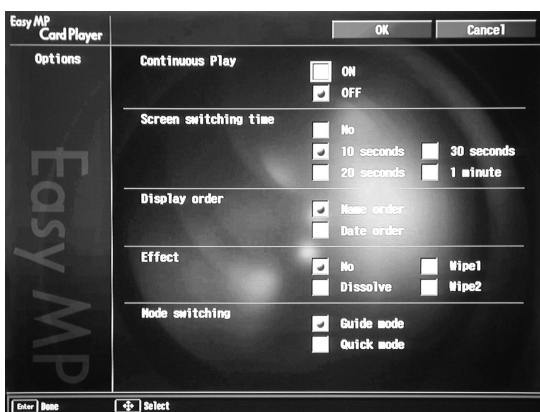 Easy MP
Card Player
OK
Cancel
Options
Continuous Play
ON
OFF
Screen switching time
No
10 seconds
30 seconds
20 seconds
1 minute
Display order
Name order
Date order
Effect
No
Wipe1
Dissolve
Wipe2
Mode switching
Guide mode
Quick mode
Easy MP
Enter Done
Select